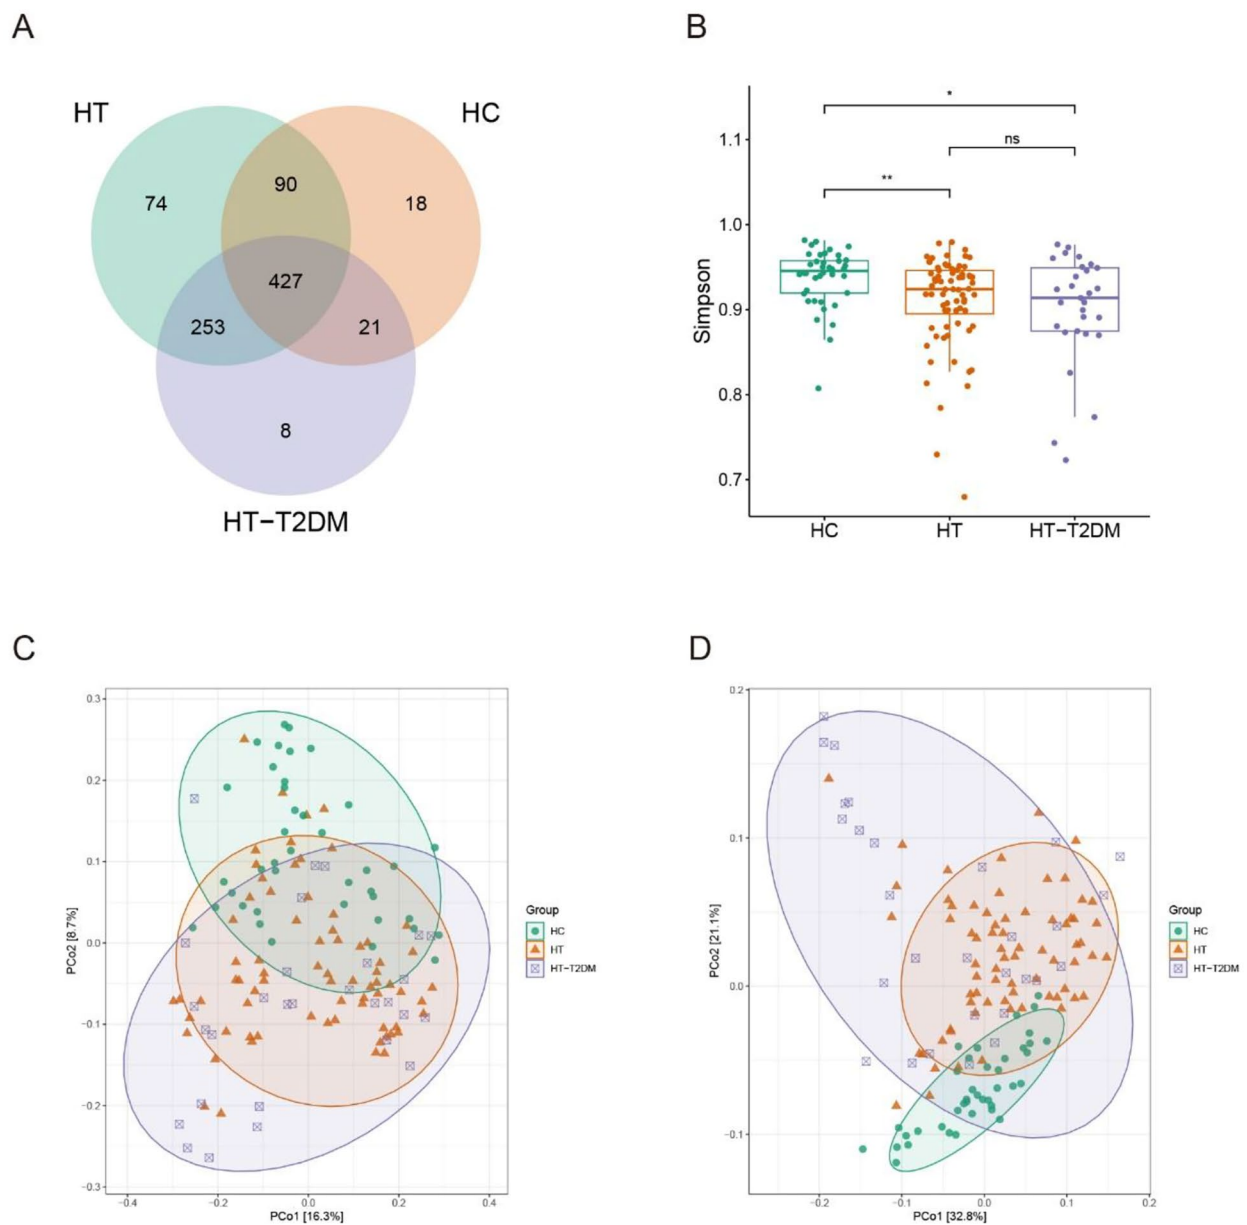 A
B
HT
HC
74
90
18
427
253
21
8
HT−T2DM
Simpson
1.1
1.0
0.9
0.8
0.7
*
ns
**
HC
HT
HT−T2DM
C
D
PCo2 [8.7%]
0.3
0.2
0.1
0.0
−0.1
−0.2
−0.3
−0.4
−0.2
0.0
0.2
0.4
PCo1 [16.3%]
Group
HC
HT
HT−T2DM
PCo2 [21.1%]
0.2
0.1
0.0
−0.1
−0.2
−0.1
0.0
0.1
0.2
PCo1 [32.8%]
Group
HC
HT
HT−T2DM